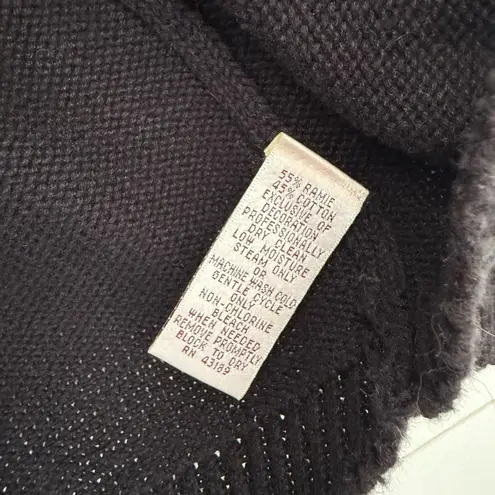 55% RAMIE
45% COTTON
EXCLUSIVE OF
DECORATION
PROFESSIONALLY
DRY CLEAN
LOW MOISTURE
STEAM ONLY
OR
MACHINE WASH COLD
GENTLE CYCLE
ONLY
NON-CHLORINE
BLEACH
WHEN NEEDED
REMOVE PROMPTLY
BLOCK TO DRY
RN 43189